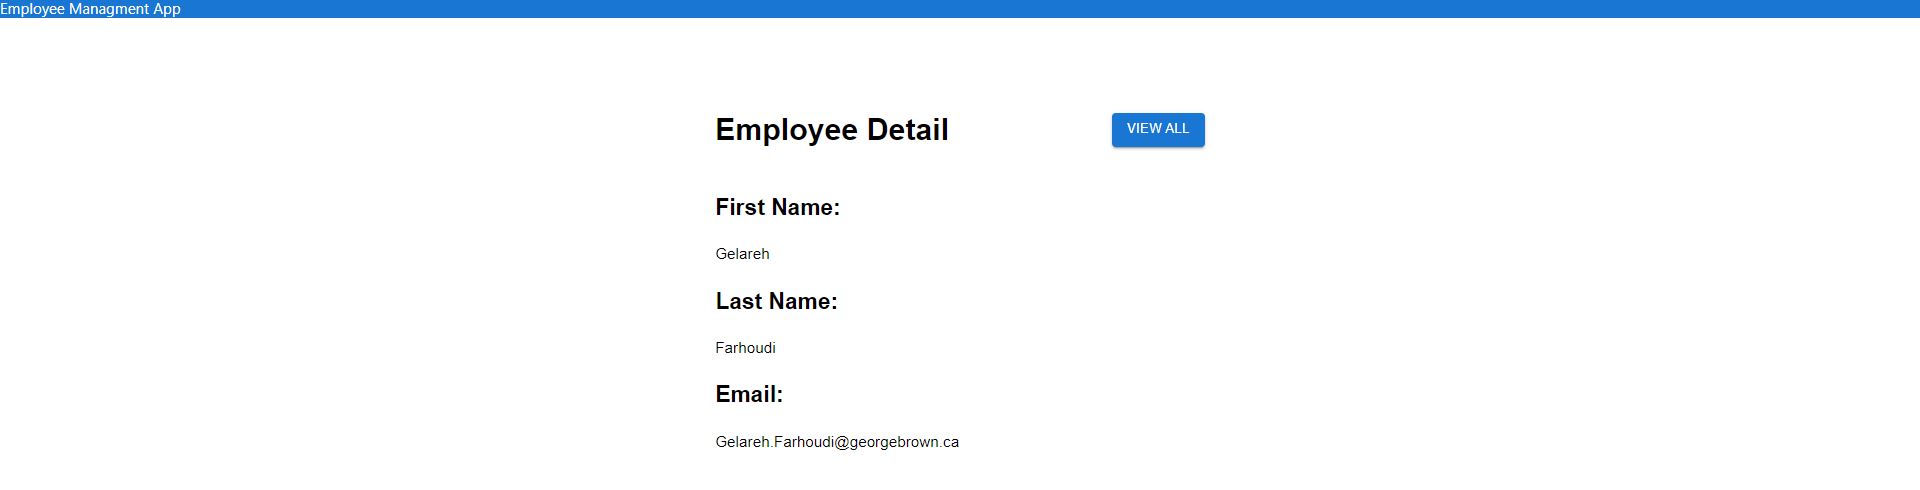 Employee Managment App
Employee Detail
VIEW ALL
First Name:
Gelareh
Last Name:
Farhoudi
Email:
Gelareh.Farhoudi@georgebrown.ca